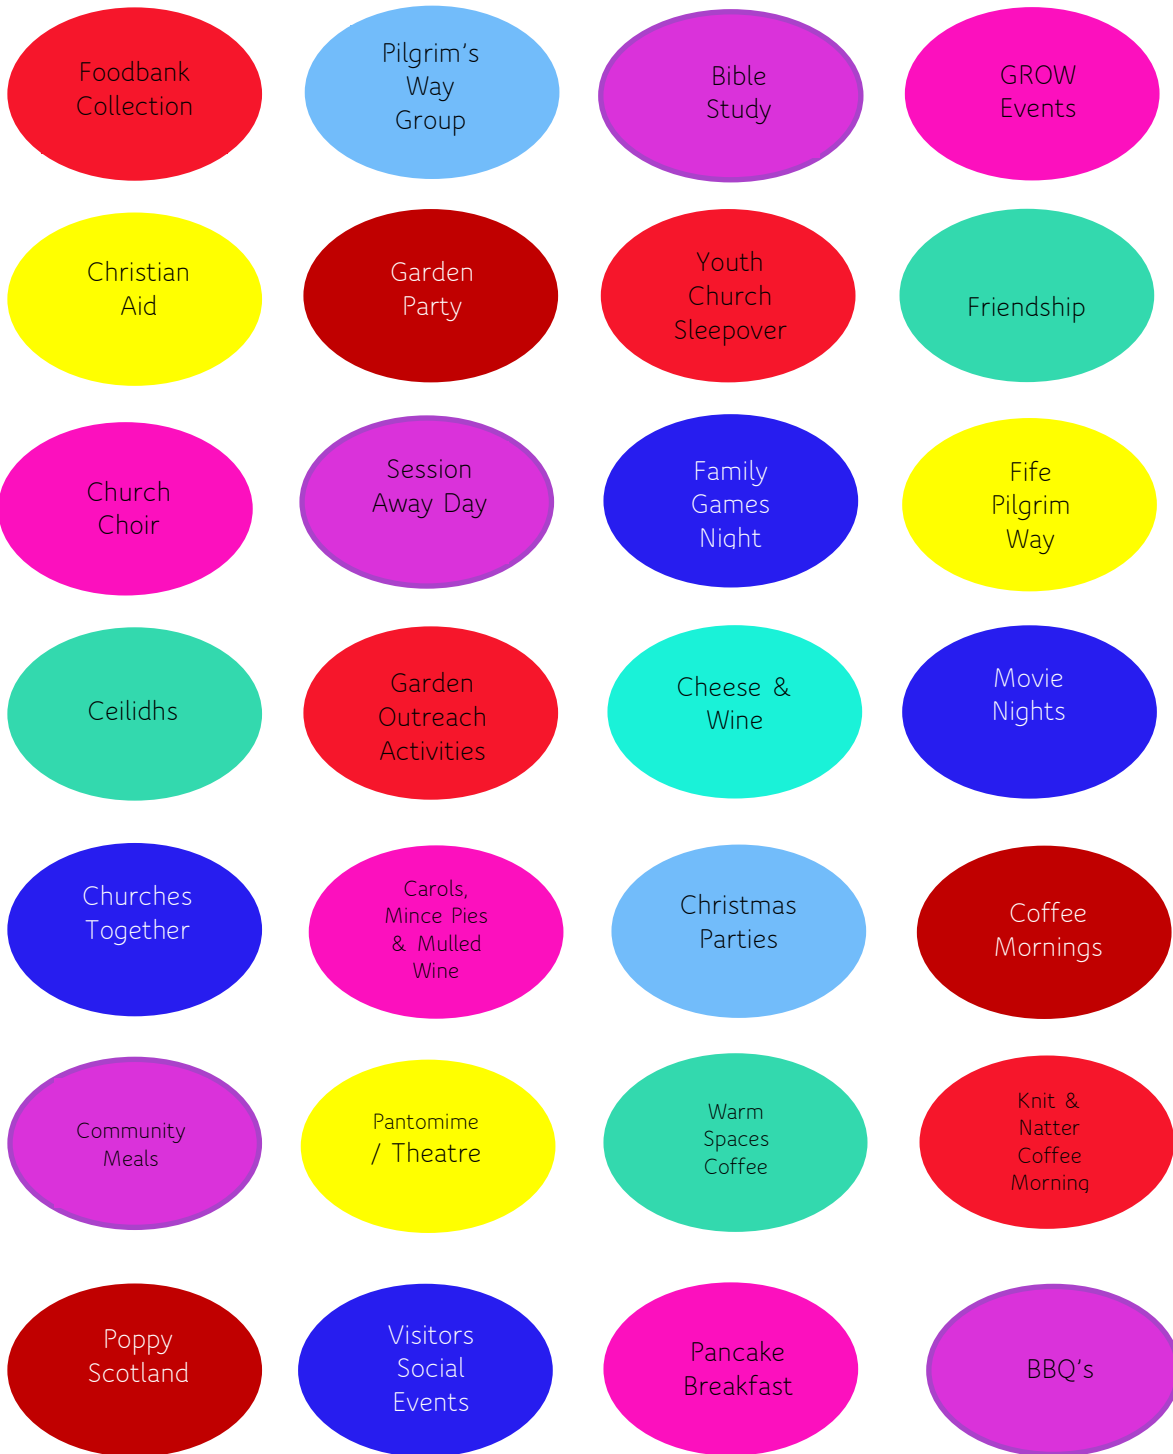 Foodbank
Collection
Pilgrim's
Way
Group
Bible
Study
GROW
Events
Christian
Aid
Garden
Party
Youth
Church
Sleepover
Friendship
Church
Choir
Session
Away Day
Family
Games
Night
Fife
Pilgrim
Way
Ceilidhs
Garden
Outreach
Activities
Cheese &
Wine
Movie
Nights
Churches
Together
Carols,
Mince Pies
& Mulled
Wine
Christmas
Parties
Coffee
Mornings
Community
Meals
Pantomime
/ Theatre
Warm
Spaces
Coffee
Knit &
Natter
Coffee
Morning
Poppy
Scotland
Visitors
Social
Events
Pancake
Breakfast
BBQ's